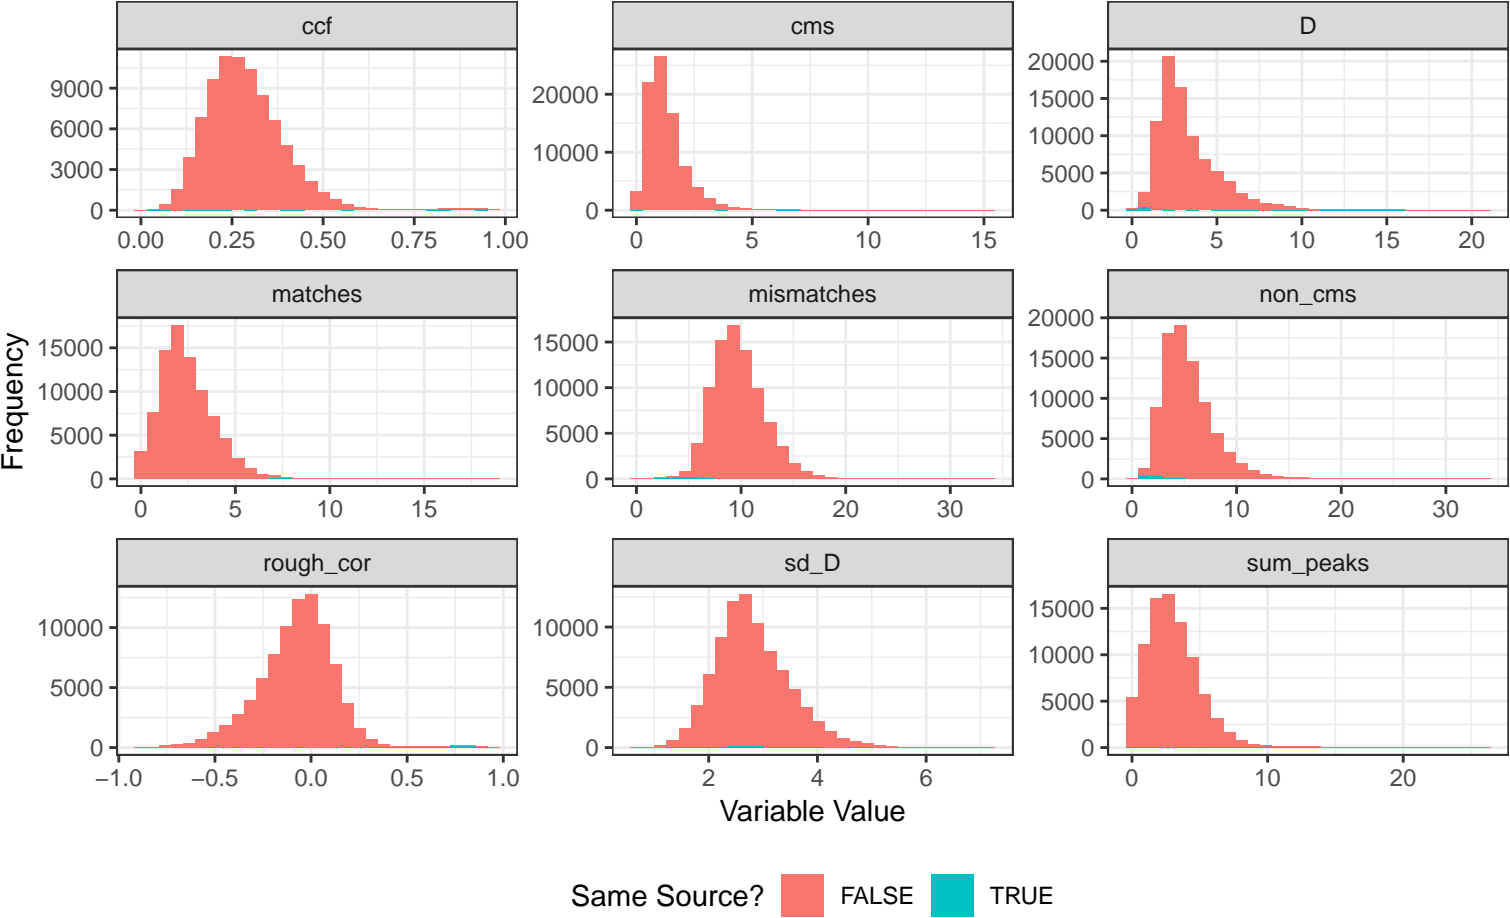 ccf
cms
D
9000
6000
3000
0
0.00 0.25 0.50 0.75 1.00
20000
10000
0
0 5 10 15
20000
15000
10000
5000
0
0 5 10 15 20
matches
mismatches
non_cms
15000
10000
5000
0
0 5 10 15
15000
10000
5000
0
0 10 20 30
20000
15000
10000
5000
0
0 10 20 30
Frequency
rough_cor
sd_D
sum_peaks
10000
5000
0
−1.0 −0.5 0.0 0.5 1.0
10000
5000
0
2 4 6
15000
10000
5000
0
0 10 20
Variable Value
Same Source? FALSE TRUE